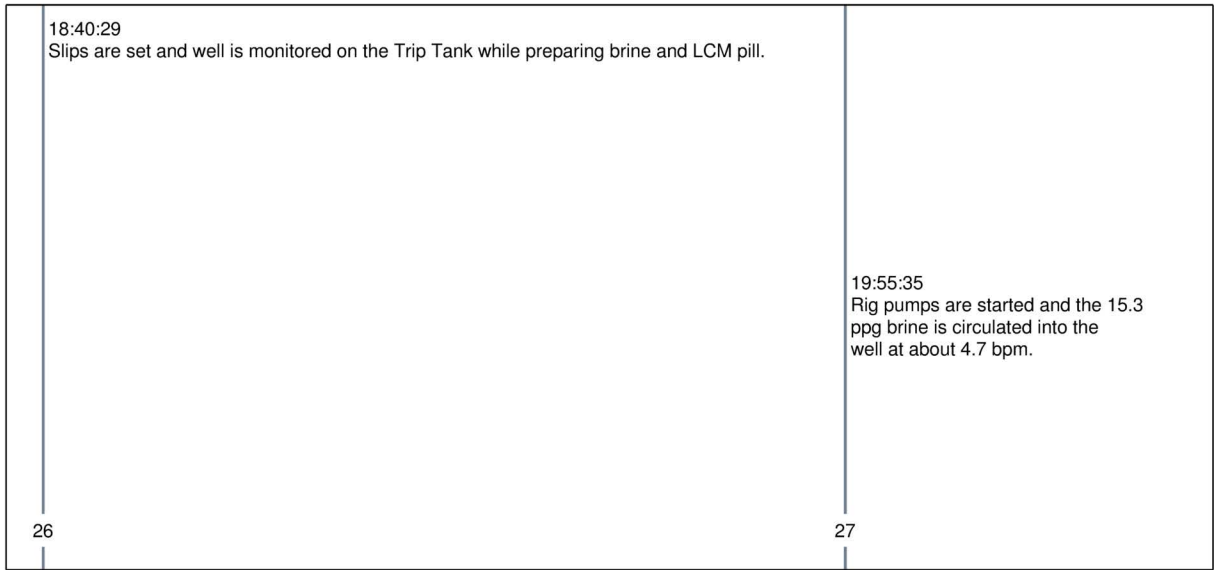 18:40:29
Slips are set and well is monitored on the Trip Tank while preparing brine and LCM pill.
19:55:35
Rig pumps are started and the 15.3
ppg brine is circulated into the
well at about 4.7 bpm.
26
27